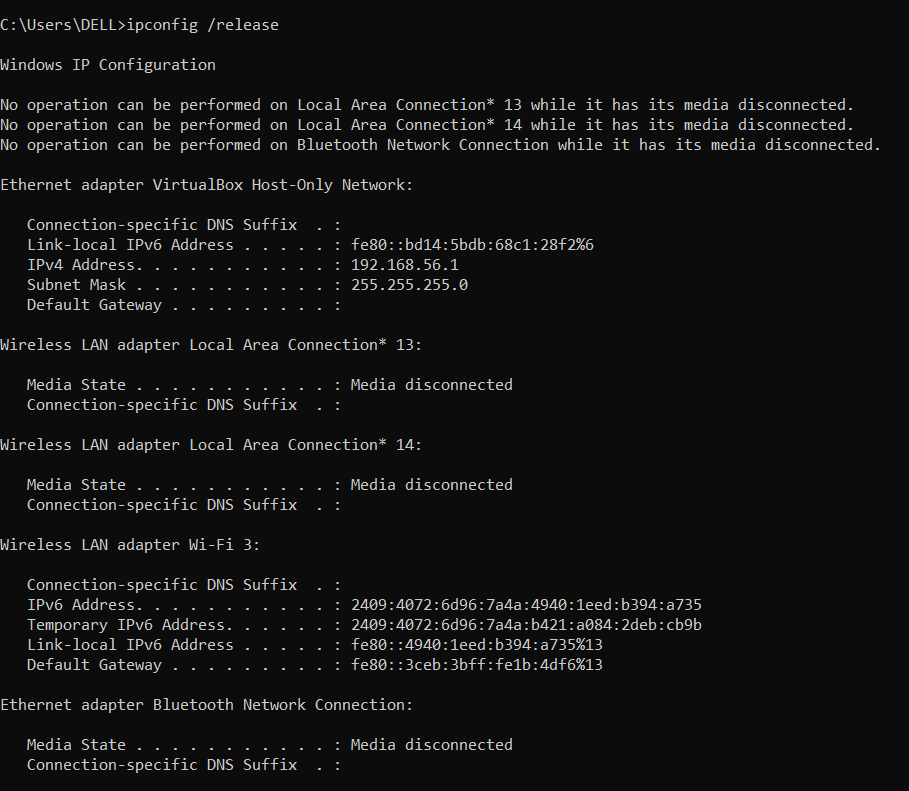 C:\Users\DELL>ipconfig /release
Windows IP Configuration
No operation can be performed on Local Area Connection* 13 while it has its media disconnected.
No operation can be performed on Local Area Connection* 14 while it has its media disconnected.
No operation can be performed on Bluetooth Network Connection while it has its media disconnected.
Ethernet adapter VirtualBox Host-Only Network:
   Connection-specific DNS Suffix  . :
   Link-local IPv6 Address . . . . . : fe80::bd14:5bdb:68c1:28f2%6
   IPv4 Address. . . . . . . . . . . : 192.168.56.1
   Subnet Mask . . . . . . . . . . . : 255.255.255.0
   Default Gateway . . . . . . . . . :
Wireless LAN adapter Local Area Connection* 13:
   Media State . . . . . . . . . . . : Media disconnected
   Connection-specific DNS Suffix  . :
Wireless LAN adapter Local Area Connection* 14:
   Media State . . . . . . . . . . . : Media disconnected
   Connection-specific DNS Suffix  . :
Wireless LAN adapter Wi-Fi 3:
   Connection-specific DNS Suffix  . :
   IPv6 Address. . . . . . . . . . . : 2409:4072:6d96:7a4a:4940:1eed:b394:a735
   Temporary IPv6 Address. . . . . . : 2409:4072:6d96:7a4a:b421:a084:2deb:cb9b
   Link-local IPv6 Address . . . . . : fe80::4940:1eed:b394:a735%13
   Default Gateway . . . . . . . . . : fe80::3ceb:3bff:fe1b:4df6%13
Ethernet adapter Bluetooth Network Connection:
   Media State . . . . . . . . . . . : Media disconnected
   Connection-specific DNS Suffix  . :